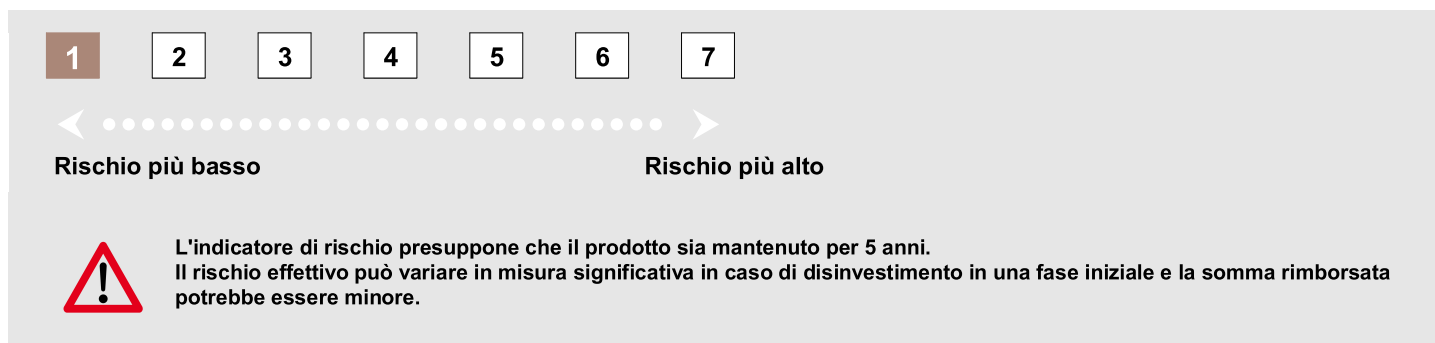 1 2 3 4 5 6 7
Rischio più basso Rischio più alto
L'indicatore di rischio presuppone che il prodotto sia mantenuto per 5 anni.
Il rischio effettivo può variare in misura significativa in caso di disinvestimento in una fase iniziale e la somma rimborsata
potrebbe essere minore.